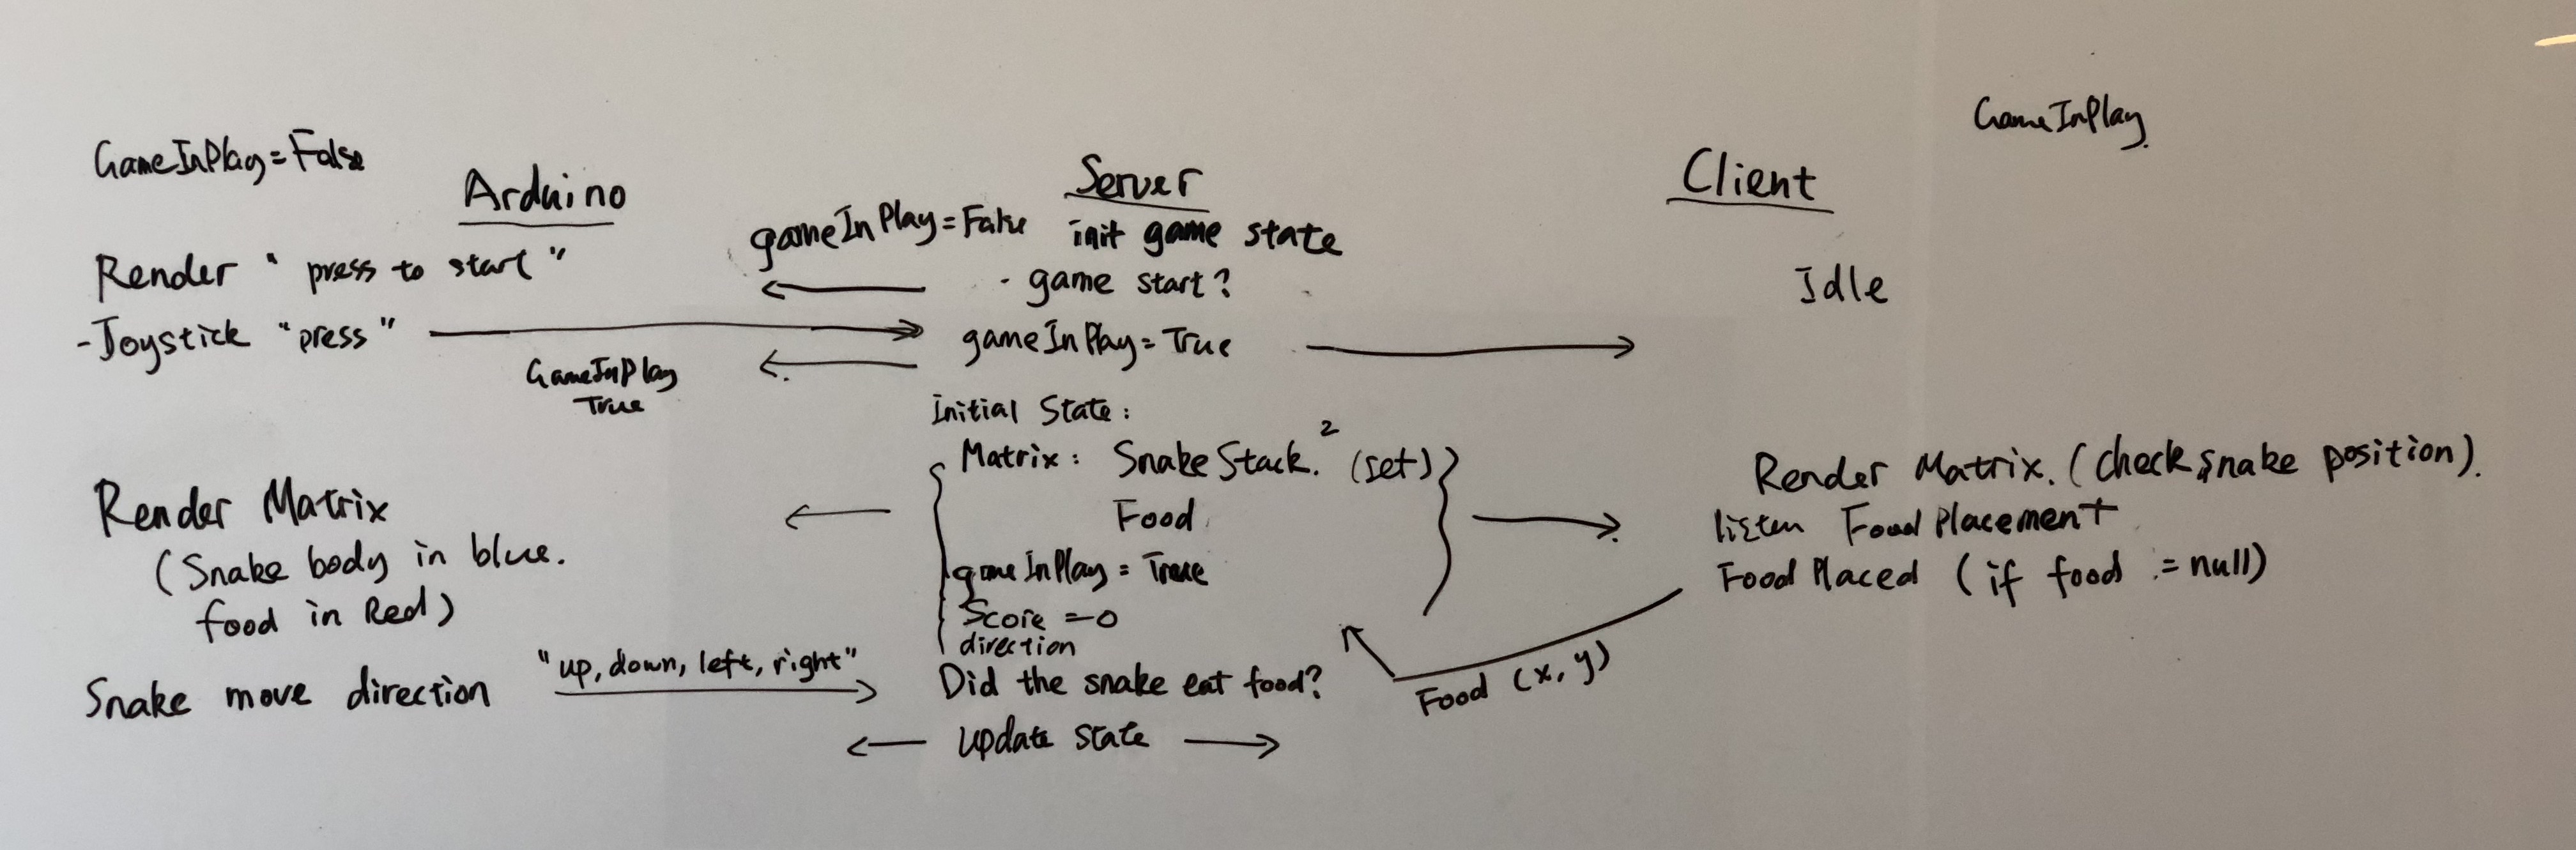 GameInPlay
GameInPlay=False
Arduino
Server
Client
gameInPlay=False init game state
Render " press to start "
- game start?
Idle
-Joystick "press"
gameInPlay=True
GameInPlay
True
Initial State:
Matrix: Snake Stack. 2 (set)
Food
gameInPlay = True
Score =0
direction
Render Matrix
(Snake body in blue.
food in Red)
Render Matrix. (check snake position).
listen Food Placement
Food Placed (if food != null)
Snake move direction
"up, down, left, right"
Did the snake eat food?
Food (x, y)
update state